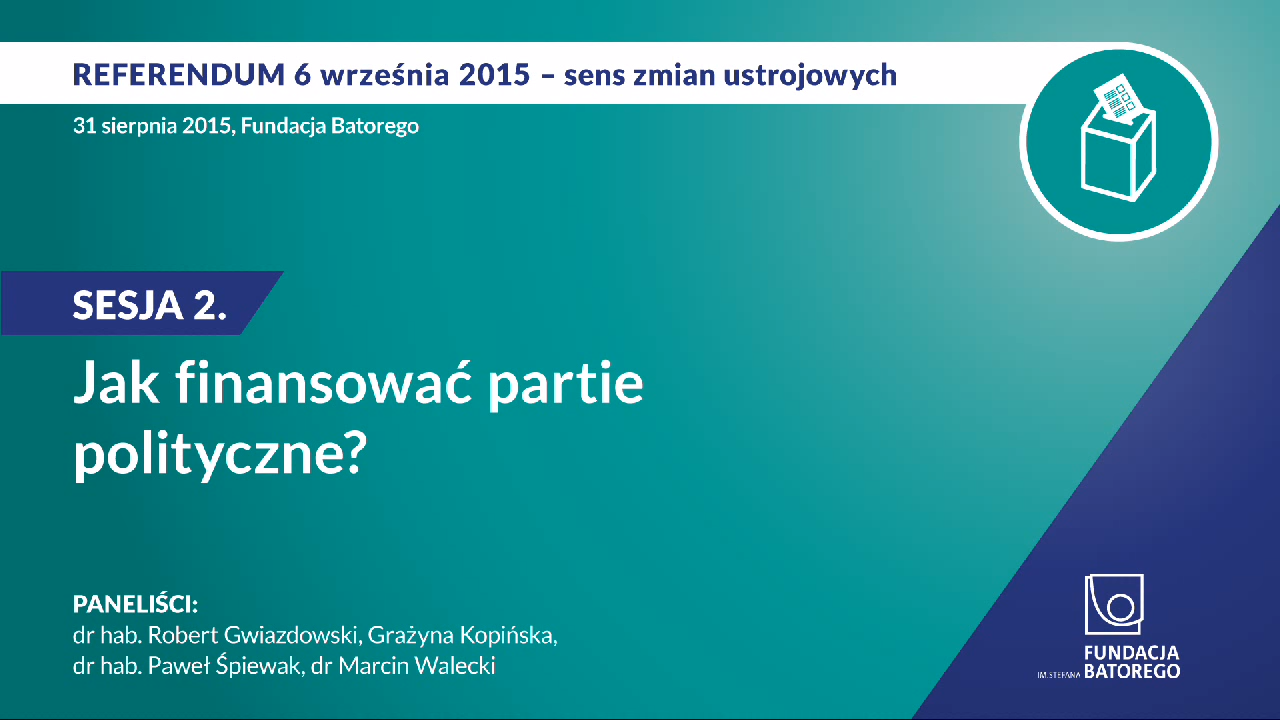 REFERENDUM 6 września 2015 – sens zmian ustrojowych
31 sierpnia 2015, Fundacja Batorego
SESJA 2.
Jak finansować partie
polityczne?
PANELIŚCI:
dr hab. Robert Gwiazdowski, Grażyna Kopińska,
dr hab. Paweł Śpiewak, dr Marcin Walecki
FUNDACJA
IM. STEFANA BATOREGO